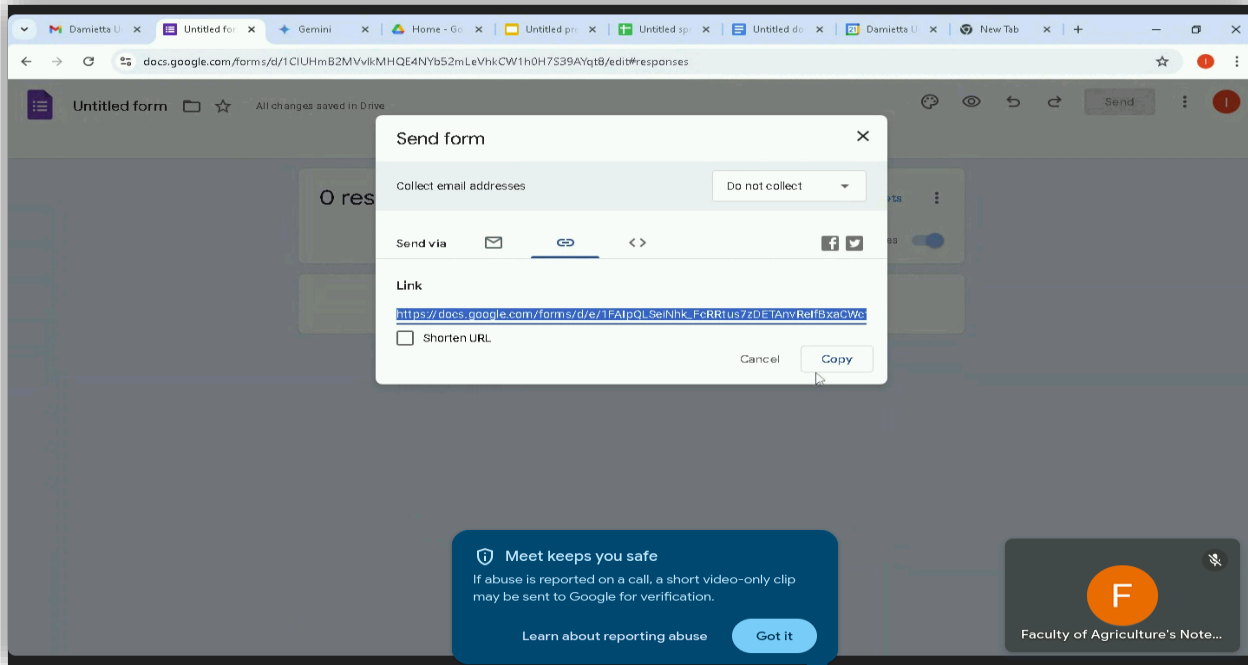 Damietta U
Untitled for
Gemini
Home - Go
Untitled pre
Untitled spr
Untitled do
21
Damietta U
New Tab
docs.google.com/forms/d/1ClUHmB2MVvlkMHQE4NYb52mLeVhkCW1h0H7S39AYqt8/edit#responses
I
Untitled form
All changes saved in Drive
Send
I
Send form
Collect email addresses
Do not collect
0 res
ts
Send via
es
Link
https://docs.google.com/forms/d/e/1FAIpQLSeiNhk_FcRRtus7zDETAnvRelfBxaCWc
Shorten URL
Cancel
Copy
Meet keeps you safe
If abuse is reported on a call, a short video-only clip
may be sent to Google for verification.
Learn about reporting abuse
Got it
F
Faculty of Agriculture's Note...